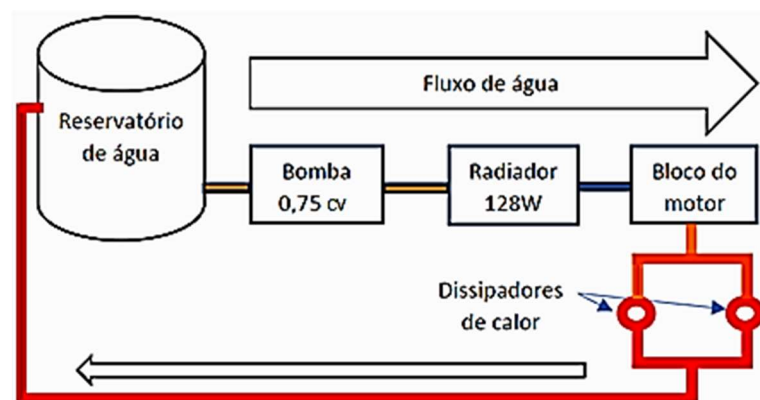 Fluxo de água
Reservatório
de água
Bomba
0,75 cv
Radiador
128W
Bloco do
motor
Dissipadores
de calor